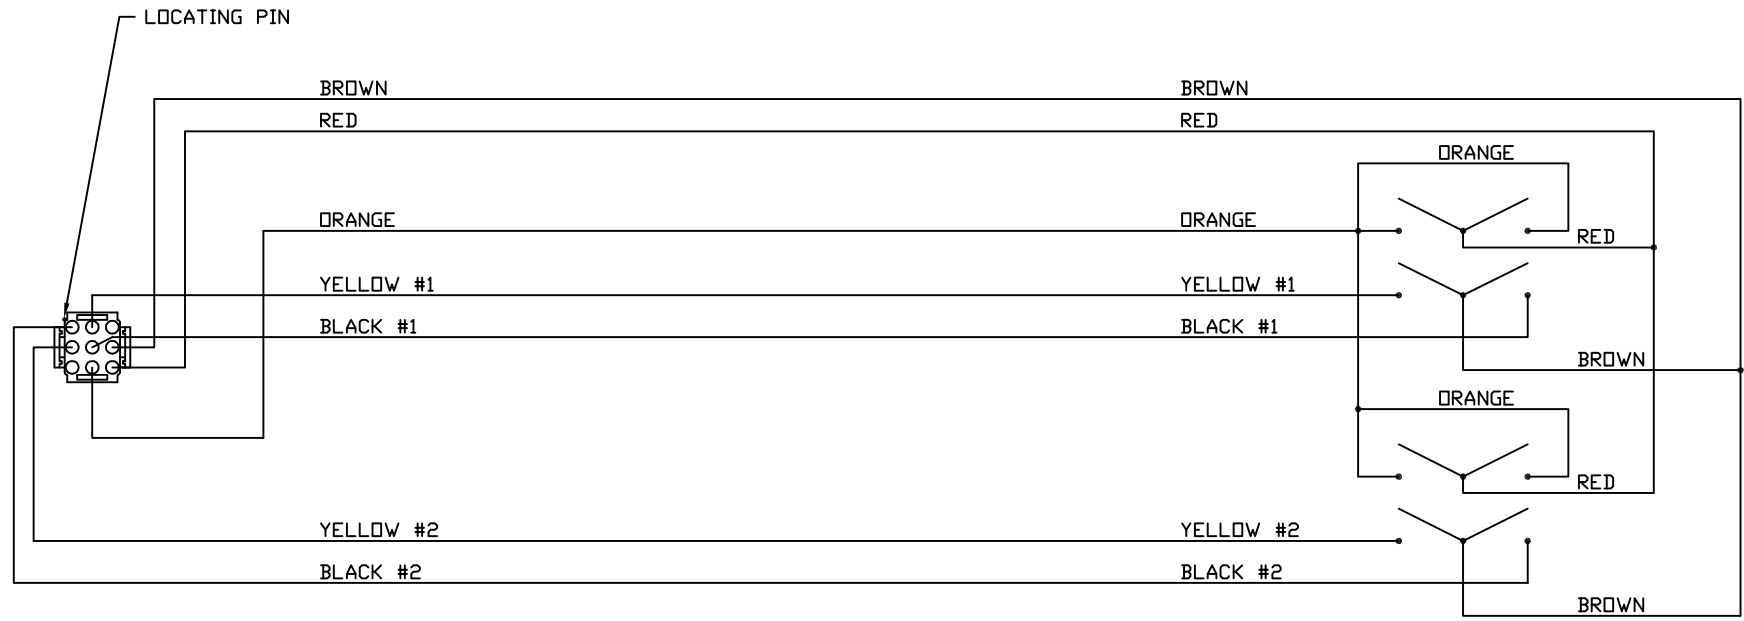 LOCATING PIN
BROWN BROWN
RED RED
ORANGE
ORANGE ORANGE
RED
YELLOW #1 YELLOW #1
BLACK #1 BLACK #1
BROWN
ORANGE
RED
YELLOW #2 YELLOW #2
BLACK #2 BLACK #2
BROWN